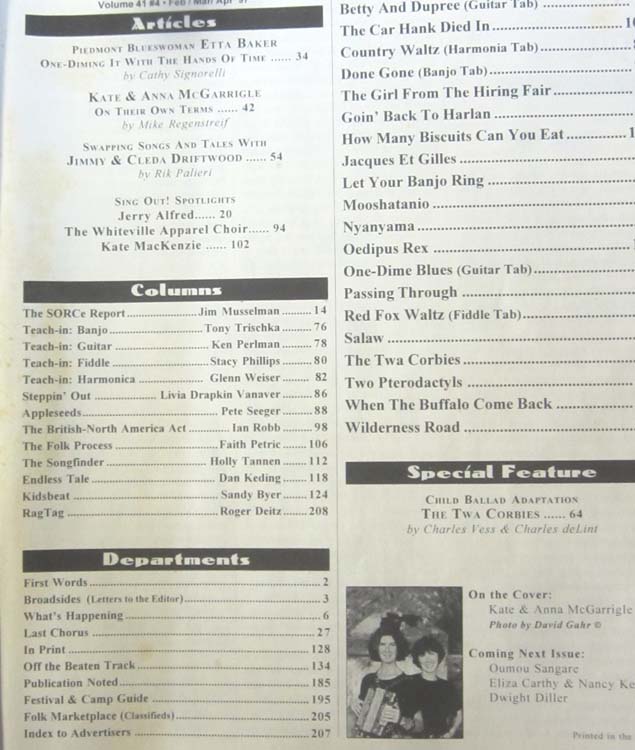 Volume 41 #4 • Feb / Mar/ Apr '97
Articles
PIEDMONT BLUESWOMAN ETTA BAKER
ONE-DIMING IT WITH THE HANDS OF TIME ...... 34
by Cathy Signorelli
KATE & ANNA MCGARRIGLE
ON THEIR OWN TERMS ...... 42
by Mike Regenstreif
SWAPPING SONGS AND TALES WITH
JIMMY & CLEDA DRIFTWOOD ...... 54
by Rik Palieri
SING OUT! SPOTLIGHTS
Jerry Alfred...... 20
The Whiteville Apparel Choir...... 94
Kate MacKenzie ...... 102
Columns
The SORCe Report ........ Jim Musselman ........ 14
Teach-in: Banjo ........ Tony Trischka ........ 76
Teach-in: Guitar ........ Ken Perlman ........ 78
Teach-in: Fiddle ........ Stacy Phillips ........ 80
Teach-in: Harmonica ........ Glenn Weiser ........ 82
Steppin' Out ........ Livia Drapkin Vanaver ........ 86
Appleseeds ........ Pete Seeger ........ 88
The British-North America Act ........ Ian Robb ........ 98
The Folk Process ........ Faith Petric ........ 106
The Songfinder ........ Holly Tannen ........ 112
Endless Tale ........ Dan Keding ........ 118
Kidsbeat ........ Sandy Byer ........ 124
RagTag ........ Roger Deitz ........ 208
Departments
First Words ........ 2
Broadsides (Letters to the Editor) ........ 3
What's Happening ........ 6
Last Chorus ........ 27
In Print ........ 128
Off the Beaten Track ........ 134
Publication Noted ........ 185
Festival & Camp Guide ........ 195
Folk Marketplace (Classifieds) ........ 205
Index to Advertisers ........ 207
Betty And Dupree (Guitar Tab) ........
The Car Hank Died In ........
Country Waltz (Harmonia Tab) ........
Done Gone (Banjo Tab) ........
The Girl From The Hiring Fair ........
Goin' Back To Harlan ........
How Many Biscuits Can You Eat ........
Jacques Et Gilles ........
Let Your Banjo Ring ........
Mooshatanio ........
Nyanyama ........
Oedipus Rex ........
One-Dime Blues (Guitar Tab) ........
Passing Through ........
Red Fox Waltz (Fiddle Tab) ........
Salaw ........
The Twa Corbies ........
Two Pterodactyls ........
When The Buffalo Come Back ........
Wilderness Road ........
Special Feature
CHILD BALLAD ADAPTATION
THE TWA CORBIES ...... 64
by Charles Vess & Charles deLint
On the Cover:
Kate & Anna McGarrigle
Photo by David Gahr ©
Coming Next Issue:
Oumou Sangare
Eliza Carthy & Nancy Ke
Dwight Diller
Printed in the